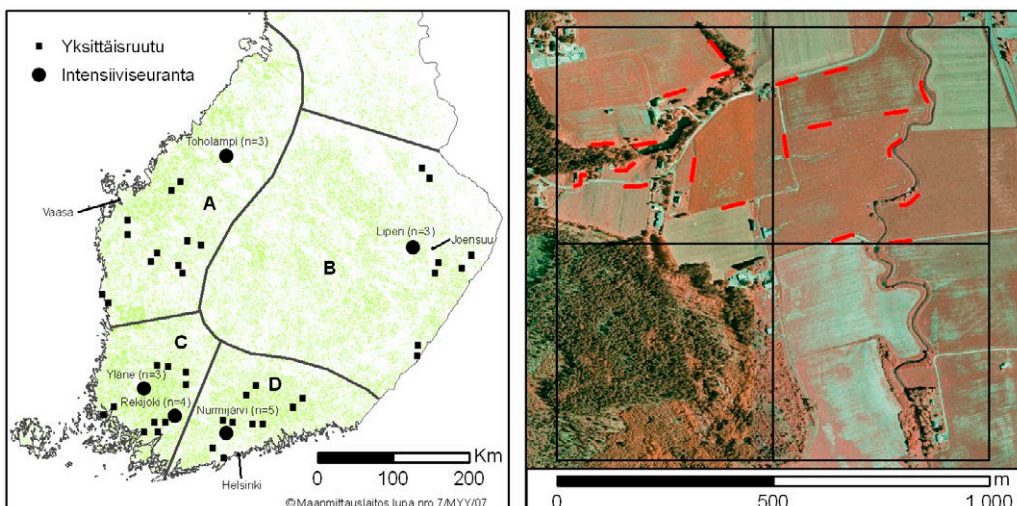 Yksittäisruutu
Intensiiviseuranta
Toholampi (n=3)
Vaasa
A
Liperi (n=3)
Joensuu
B
C
D
Yläne (n=3)
Rekijoki (n=4)
Nurmijärvi (n=5)
Km
0 100 200
Helsinki
©Maanmittauslaitos lupa nro 7/MYY/07
m
0 500 1 000